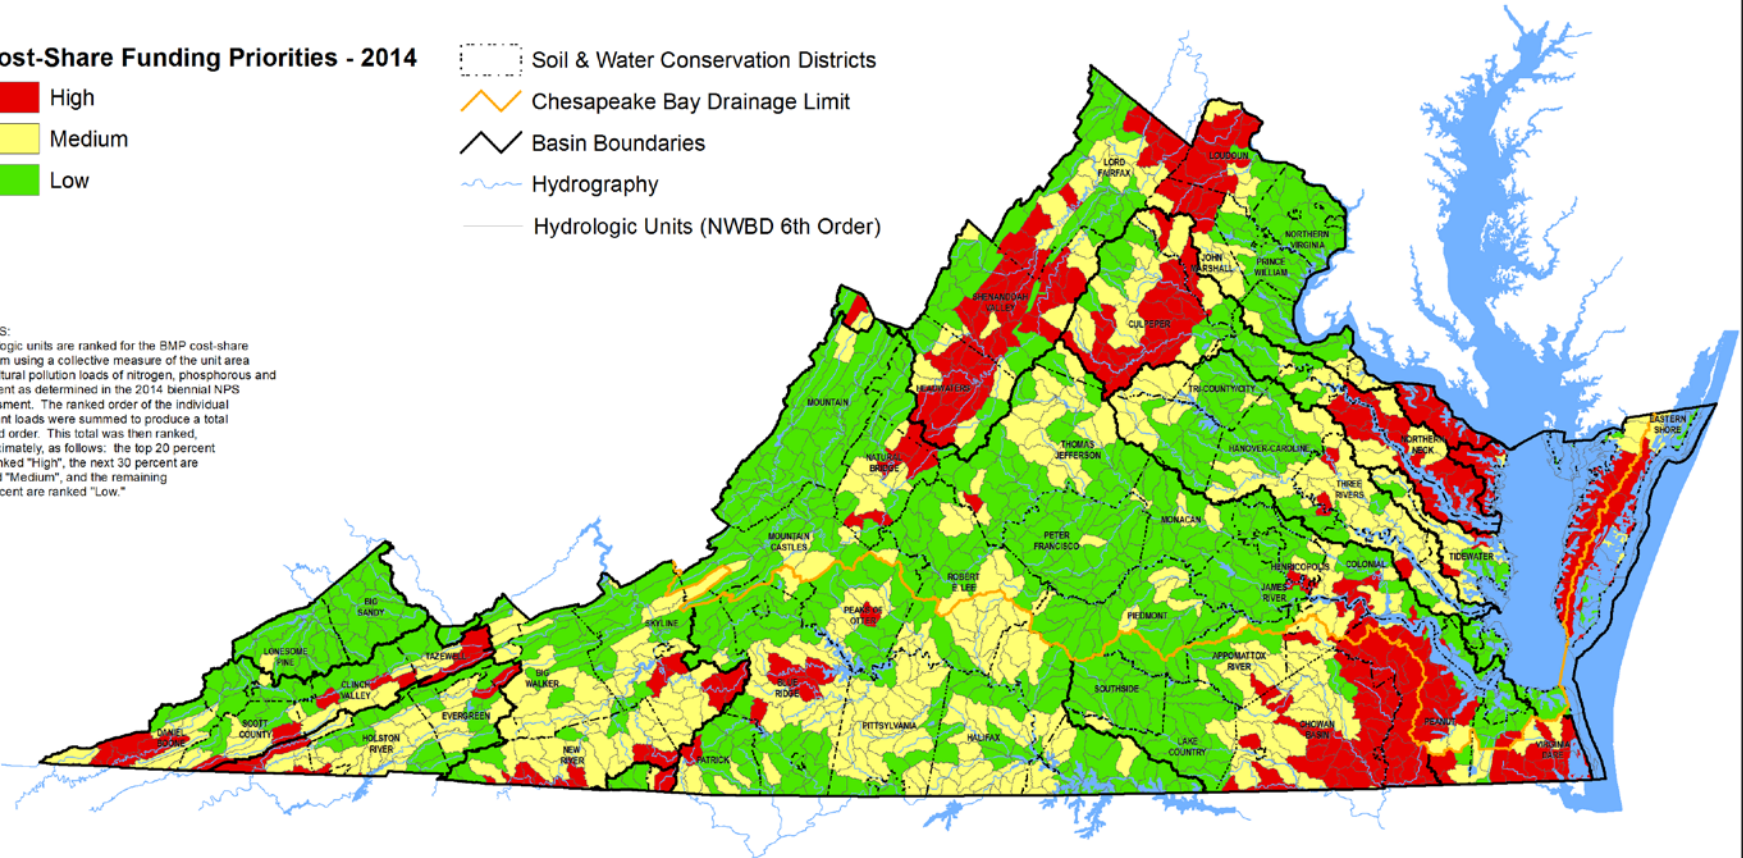 ost-Share Funding Priorities - 2014
High
Medium
Low
Soil & Water Conservation Districts
Chesapeake Bay Drainage Limit
Basin Boundaries
Hydrography
Hydrologic Units (NWBD 6th Order)
S:
ogic units are ranked for the BMP cost-share
m using a collective measure of the unit area
ltural pollution loads of nitrogen, phosphorous and
ent as determined in the 2014 biennial NPS
sment. The ranked order of the individual
nt loads were summed to produce a total
d order. This total was then ranked,
ximately, as follows: the top 20 percent
nked "High", the next 30 percent are
d "Medium", and the remaining
cent are ranked "Low."
LOUDOUN
LORD
FAIRFAX
NORTHERN
VIRGINIA
JOHN
MARSHALL
PRINCE
WILLIAM
SHENANDOAH
VALLEY
CULPEPER
HEADWATERS
TRI-COUNTY/CITY
MOUNTAIN
EASTERN
SHORE
THOMAS
JEFFERSON
HANOVER-CAROLINE
NORTHERN
NECK
NATURAL
BRIDGE
THREE
RIVERS
MONACAN
MOUNTAIN
CASTLES
PETER
FRANCISCO
TIDEWATER
HENRICOPOLIS
COLONIAL
ROBERT
E LEE
JAMES
RIVER
BIG
SANDY
PEAKS OF
OTTER
PIEDMONT
SKYLINE
LONESOME
PINE
TAZEWELL
APPOMATTOX
RIVER
BIG
WALKER
CLINCH
VALLEY
BLUE
RIDGE
SOUTHSIDE
EVERGREEN
PITTSYLVANIA
CHOWAN
BASIN
PEANUT
SCOTT
COUNTY
DANIEL
BOONE
HOLSTON
RIVER
HALIFAX
LAKE
COUNTRY
VIRGINIA
DARE
NEW
RIVER
PATRICK